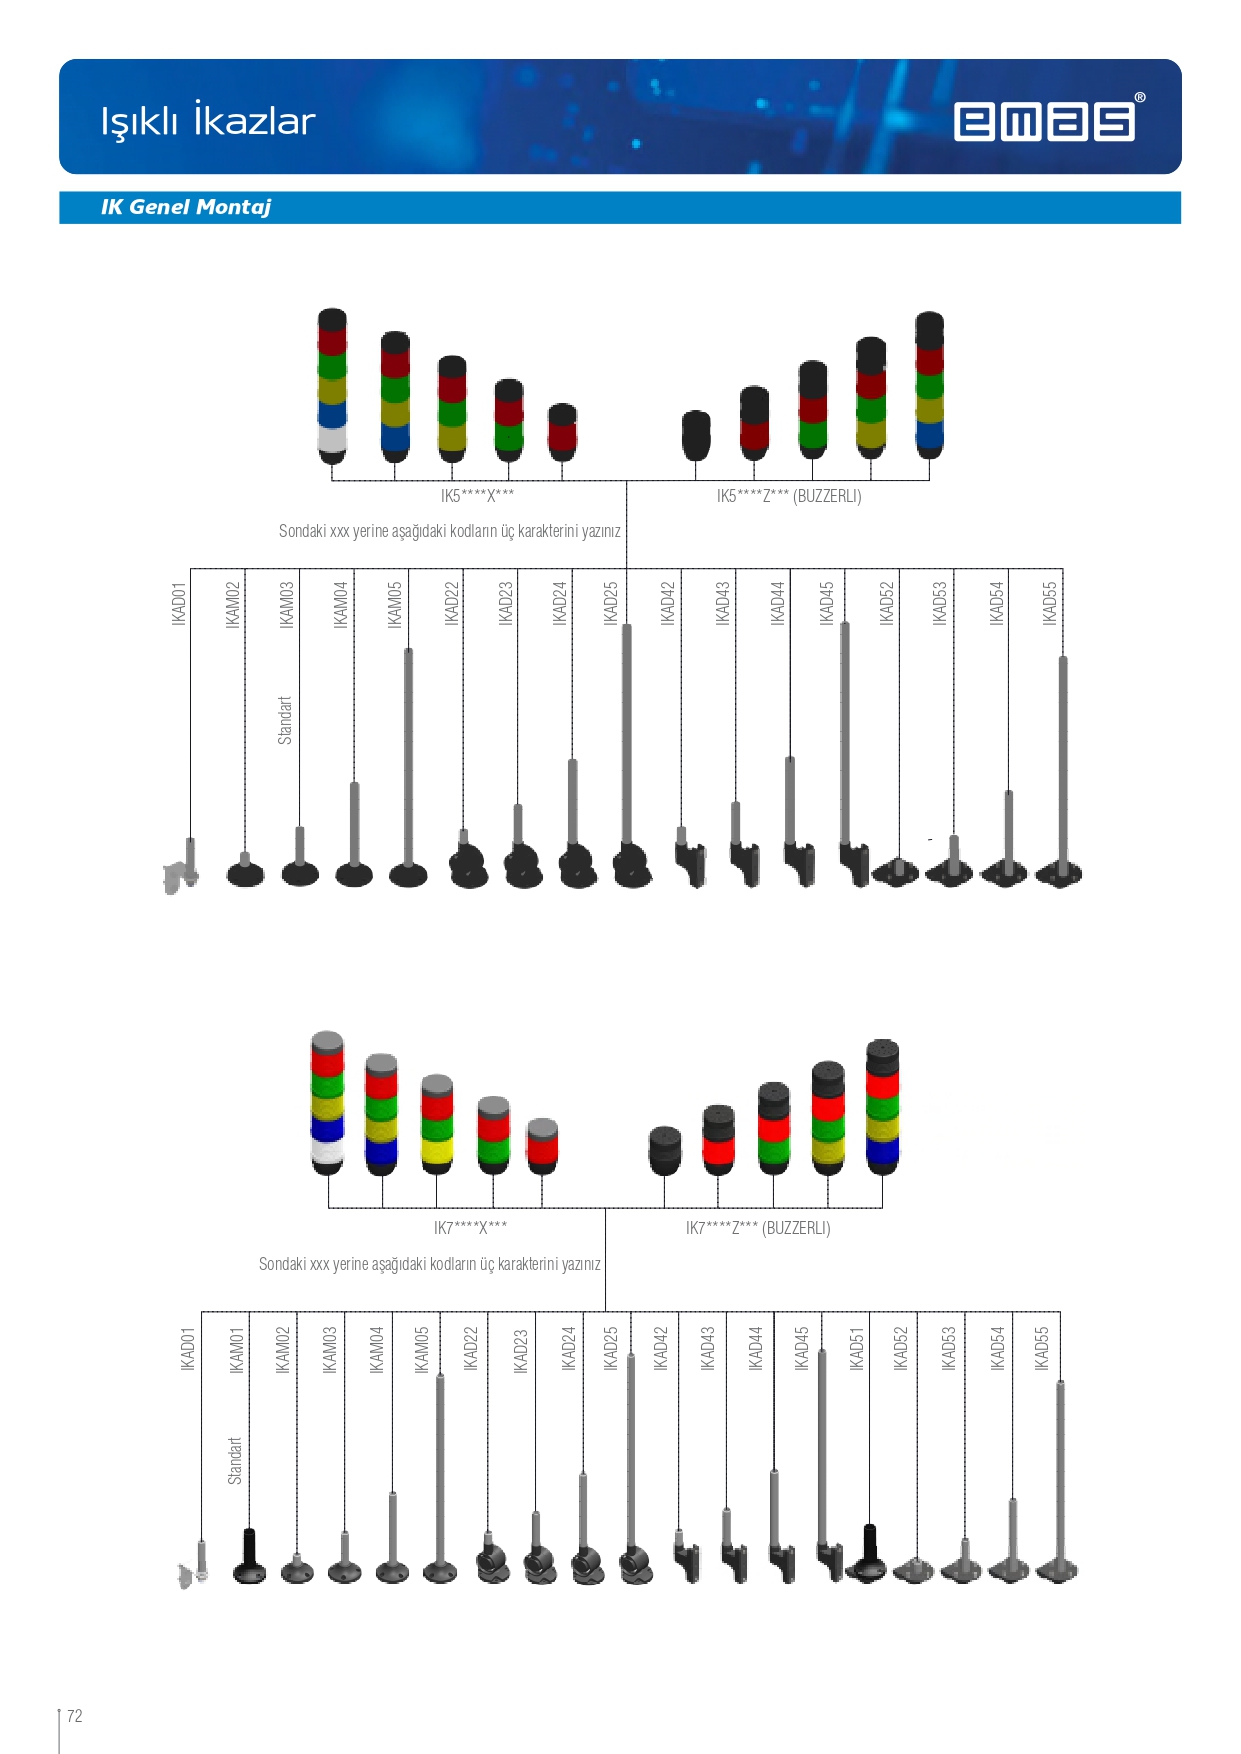 Işıklı İkazlar
emas®
IK Genel Montaj
IK5****X***
IK5****Z*** (BUZZERLI)
Sondaki xxx yerine aşağıdaki kodların üç karakterini yazınız
IKAD01
IKAM02
IKAM03
IKAM04
IKAM05
IKAD22
IKAD23
IKAD24
IKAD25
IKAD42
IKAD43
IKAD44
IKAD45
IKAD52
IKAD53
IKAD54
IKAD55
Standart
IK7****X***
IK7****Z*** (BUZZERLI)
Sondaki xxx yerine aşağıdaki kodların üç karakterini yazınız
IKAD01
IKAM01
IKAM02
IKAM03
IKAM04
IKAM05
IKAD22
IKAD23
IKAD24
IKAD25
IKAD42
IKAD43
IKAD44
IKAD45
IKAD51
IKAD52
IKAD53
IKAD54
IKAD55
Standart
72